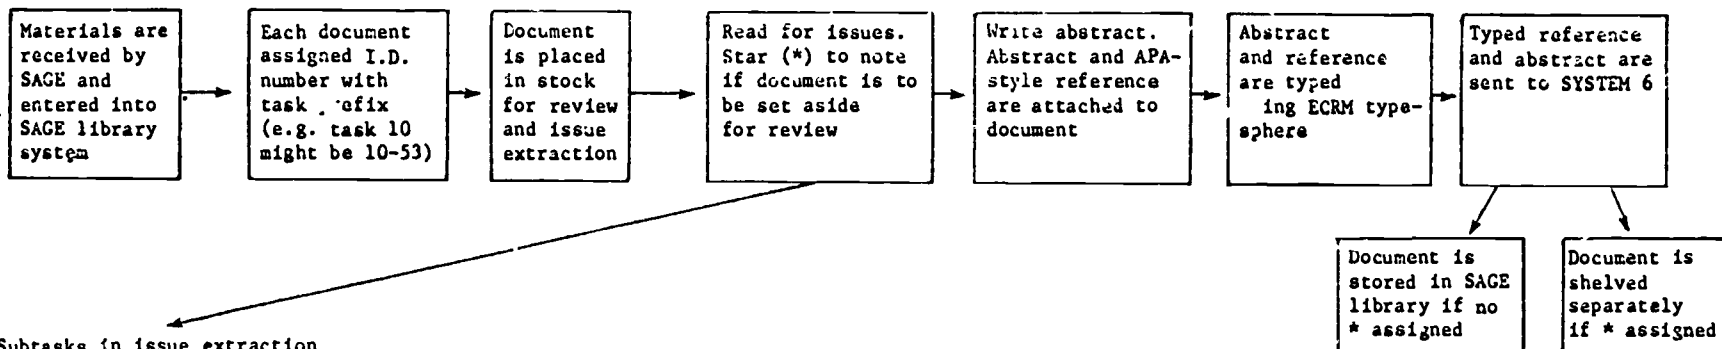 Materials are
received by
SAGE and
entered into
SAGE library
system
Each document
assigned I.D.
number with
task
(e.g. task 10
might be 10-53)
Document
is placed
in stock
for review
and issue
extraction
Read for issues.
Star (*) to note
if document is to
be set aside
for review
Write abstract.
Abstract and APA-
style reference
are attached to
document
Abstract
and reference
are typed
ing ECRM type-
sphere
Typed reference
and abstract are
sent to SYSTEM 6
Document is
stored in SAGE
library if no
* assigned
Document is
shelved
separately
if * assigned
Subtasks in issue extraction